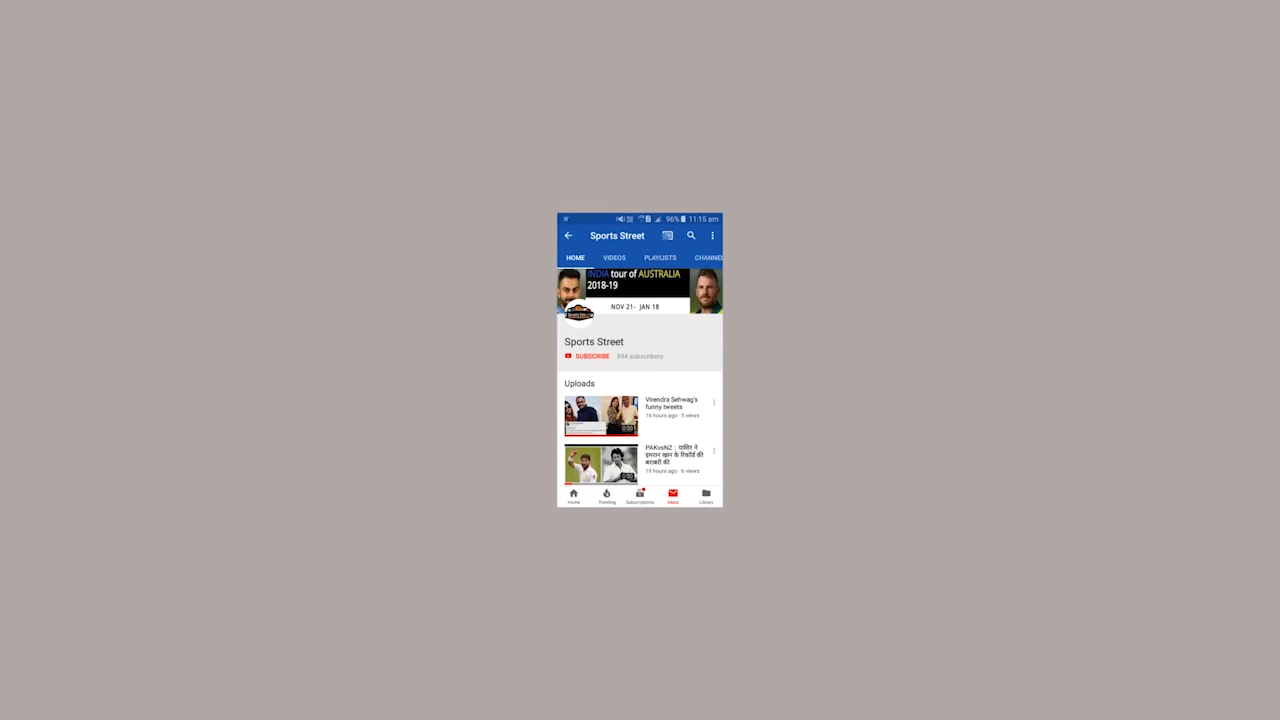 96% 11:15 am
Sports Street
HOME VIDEOS PLAYLISTS CHANNEL
INDIA tour of AUSTRALIA
2018-19
NOV 21- JAN 18
Sports Street
SUBSCRIBE 844 subscribers
Uploads
Virendra Sehwag's
funny tweets
16 hours ago · 5 views
0:50
PAKvsNZ : यासिर ने
इमरान खान के रिकॉर्ड की
बराबरी की
19 hours ago · 6 views
Home Trending Subscriptions Inbox Library